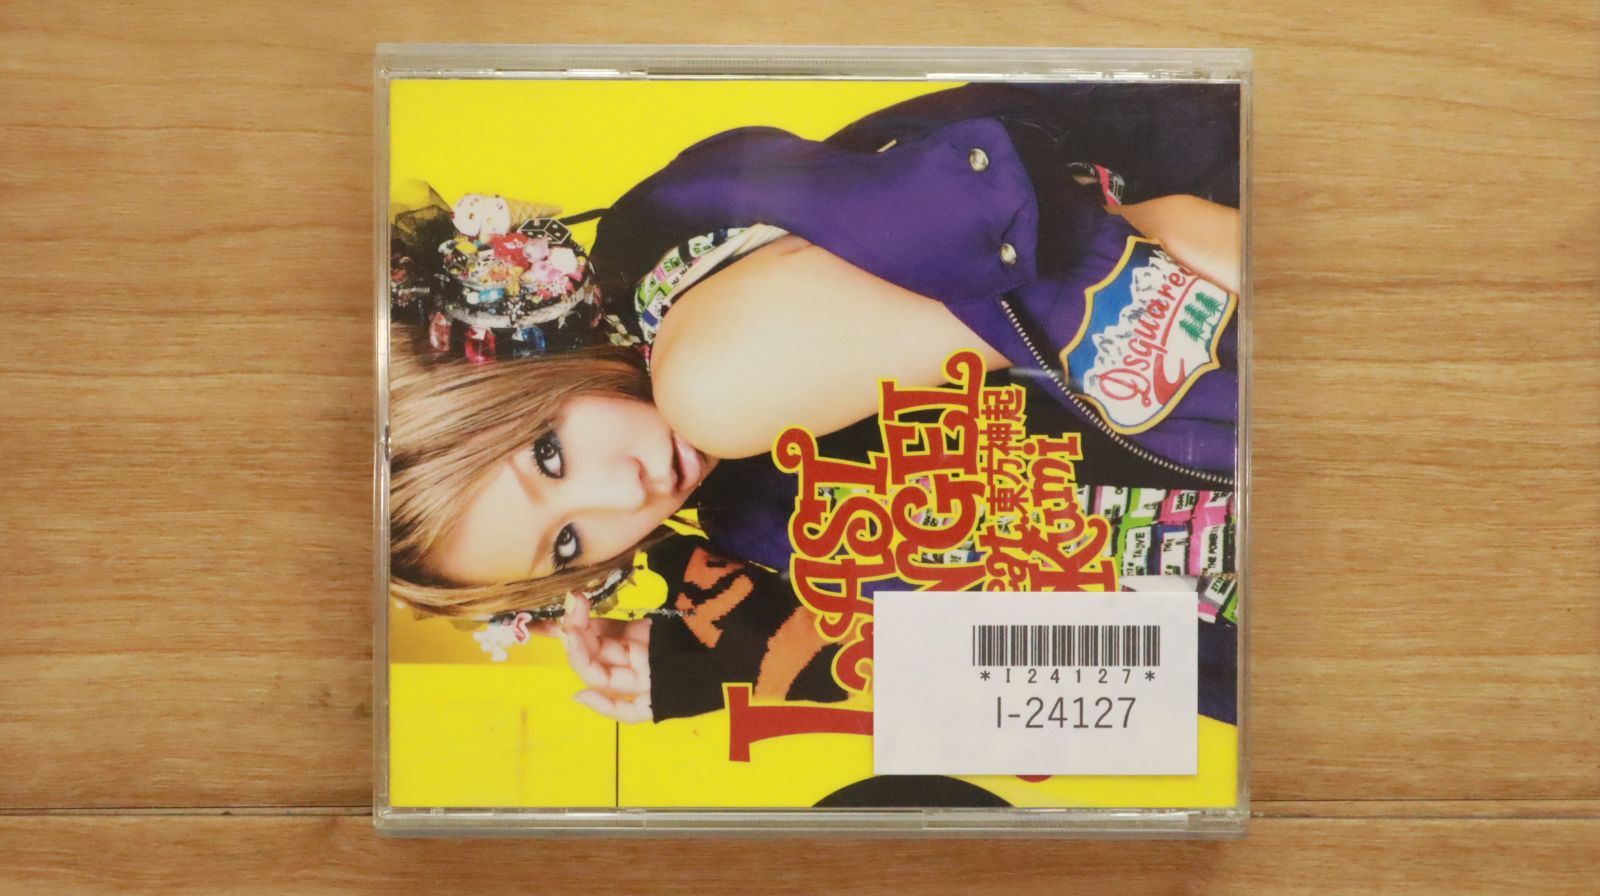 LAST
ANGEL
feat.東方神起
Kumi
Dsquared
*I24127*
I-24127